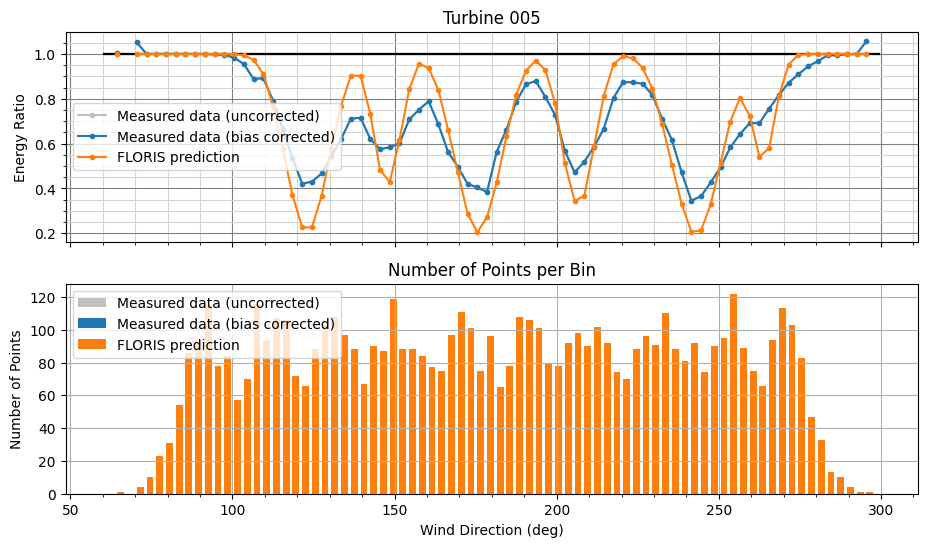 Turbine 005
1.0
0.8
0.6
0.4
0.2
Energy Ratio
Measured data (uncorrected)
Measured data (bias corrected)
FLORIS prediction
Number of Points per Bin
120
100
80
60
40
20
0
Number of Points
Measured data (uncorrected)
Measured data (bias corrected)
FLORIS prediction
50
100
150
200
250
300
Wind Direction (deg)